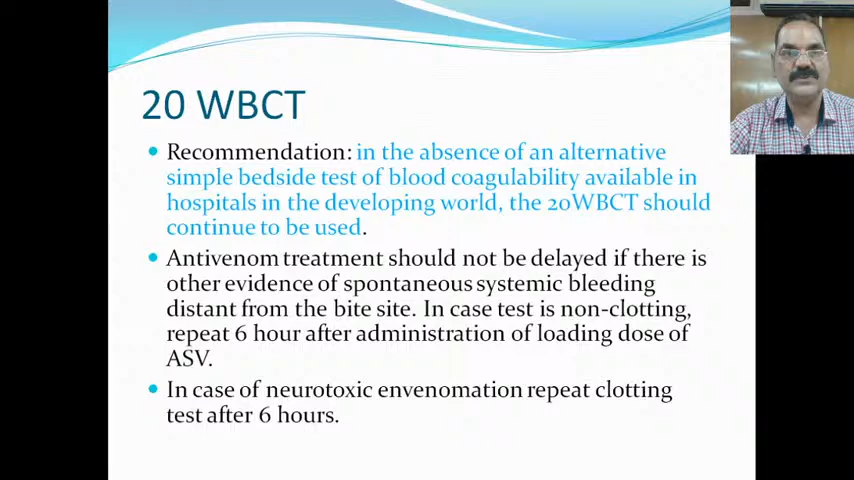 20 WBCT
• Recommendation: in the absence of an alternative
simple bedside test of blood coagulability available in
hospitals in the developing world, the 20WBCT should
continue to be used.
• Antivenom treatment should not be delayed if there is
other evidence of spontaneous systemic bleeding
distant from the bite site. In case test is non-clotting,
repeat 6 hour after administration of loading dose of
ASV.
• In case of neurotoxic envenomation repeat clotting
test after 6 hours.